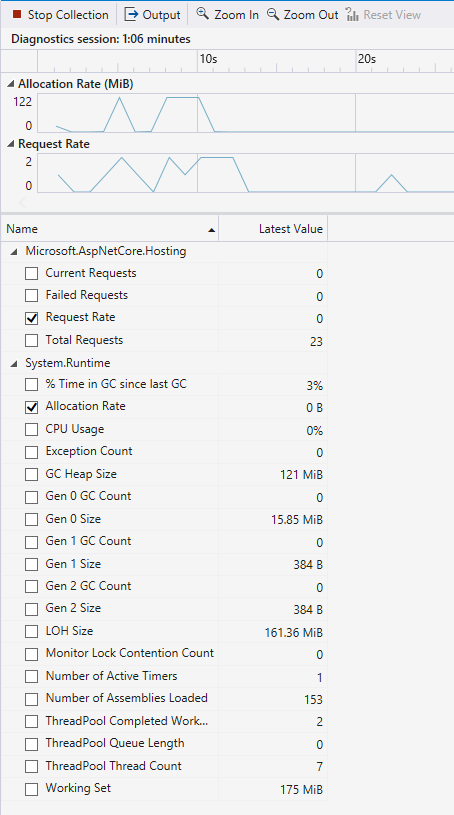 Stop Collection Output Zoom In Zoom Out Reset View
Diagnostics session: 1:06 minutes
10s 20s
Allocation Rate (MiB)
122
0
Request Rate
2
0
Name Latest Value
Microsoft.AspNetCore.Hosting
Current Requests 0
Failed Requests 0
Request Rate 0
Total Requests 23
System.Runtime
% Time in GC since last GC 3%
Allocation Rate 0 B
CPU Usage 0%
Exception Count 0
GC Heap Size 121 MiB
Gen 0 GC Count 0
Gen 0 Size 15.85 MiB
Gen 1 GC Count 0
Gen 1 Size 384 B
Gen 2 GC Count 0
Gen 2 Size 384 B
LOH Size 161.36 MiB
Monitor Lock Contention Count 0
Number of Active Timers 1
Number of Assemblies Loaded 153
ThreadPool Completed Work... 2
ThreadPool Queue Length 0
ThreadPool Thread Count 7
Working Set 175 MiB